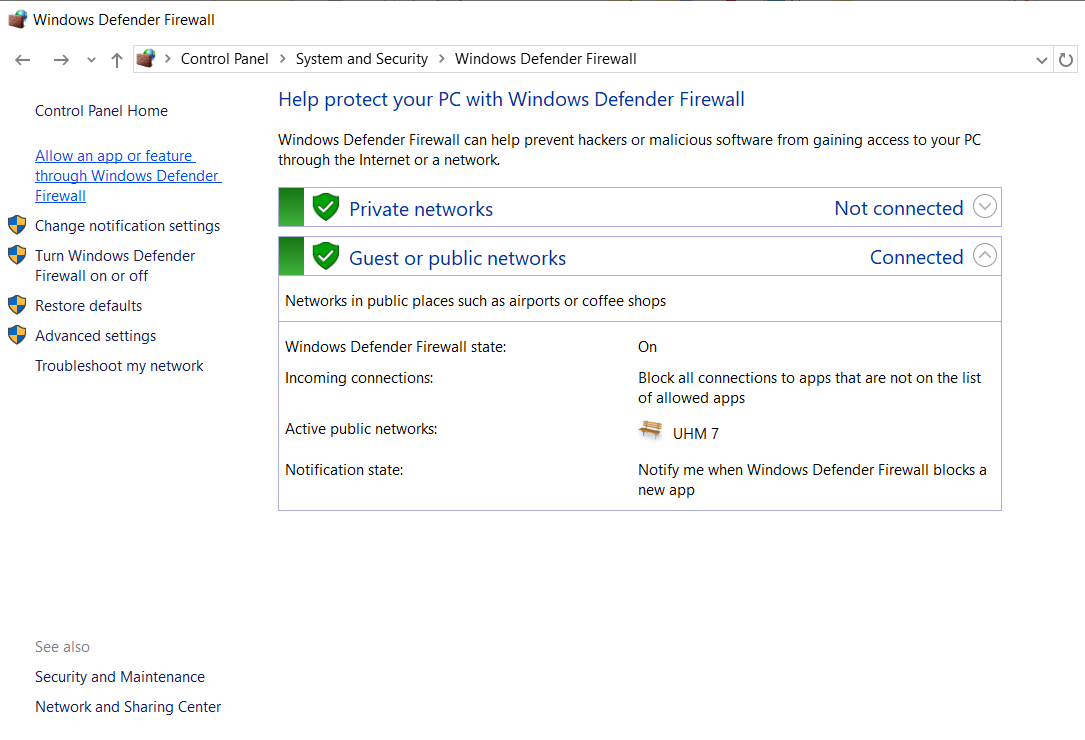 Windows Defender Firewall
Control Panel > System and Security > Windows Defender Firewall
Control Panel Home
Allow an app or feature
through Windows Defender
Firewall
Change notification settings
Turn Windows Defender
Firewall on or off
Restore defaults
Advanced settings
Troubleshoot my network
Help protect your PC with Windows Defender Firewall
Windows Defender Firewall can help prevent hackers or malicious software from gaining access to your PC
through the Internet or a network.
Private networks Not connected
Guest or public networks Connected
Networks in public places such as airports or coffee shops
Windows Defender Firewall state: On
Incoming connections: Block all connections to apps that are not on the list
of allowed apps
Active public networks: UHM 7
Notification state: Notify me when Windows Defender Firewall blocks a
new app
See also
Security and Maintenance
Network and Sharing Center